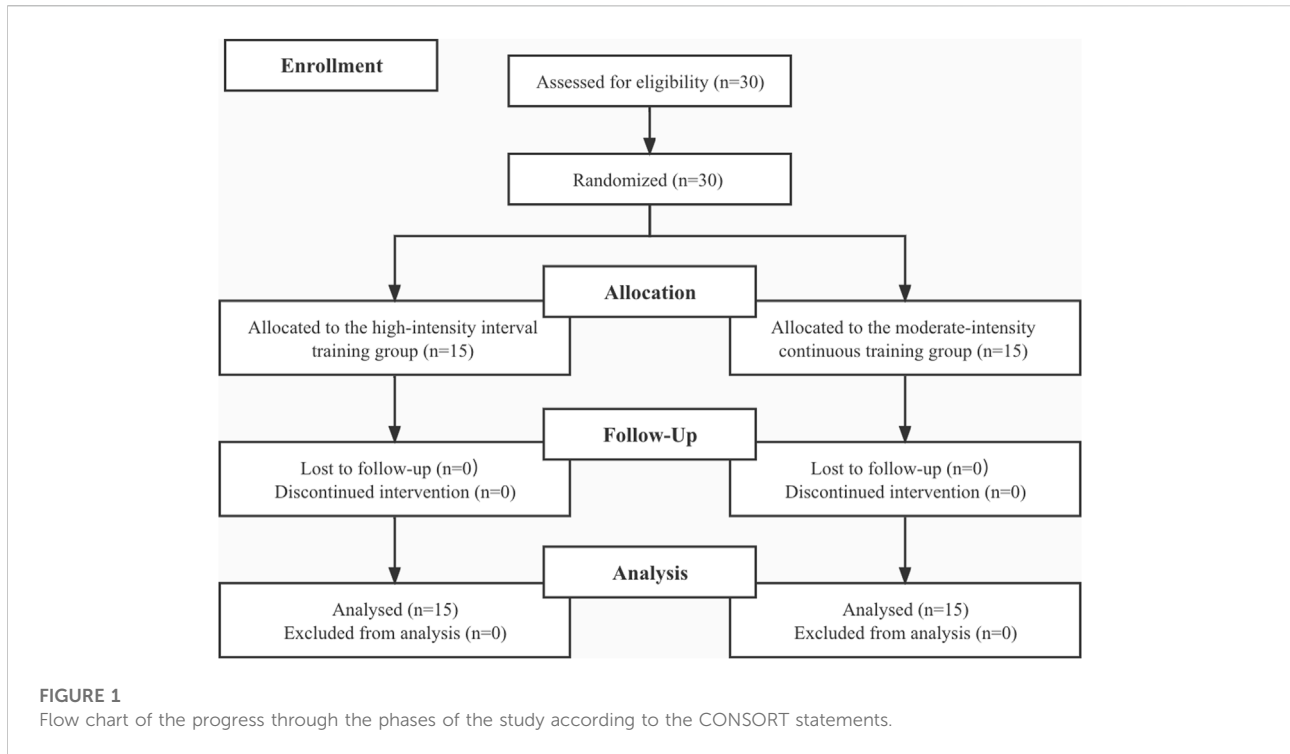 Enrollment
Assessed for eligibility (n=30)
Randomized (n=30)
Allocation
Allocated to the high-intensity interval
training group (n=15)
Allocated to the moderate-intensity
continuous training group (n=15)
Follow-Up
Lost to follow-up (n=0)
Discontinued intervention (n=0)
Lost to follow-up (n=0)
Discontinued intervention (n=0)
Analysis
Analysed (n=15)
Excluded from analysis (n=0)
Analysed (n=15)
Excluded from analysis (n=0)
FIGURE 1
Flow chart of the progress through the phases of the study according to the CONSORT statements.